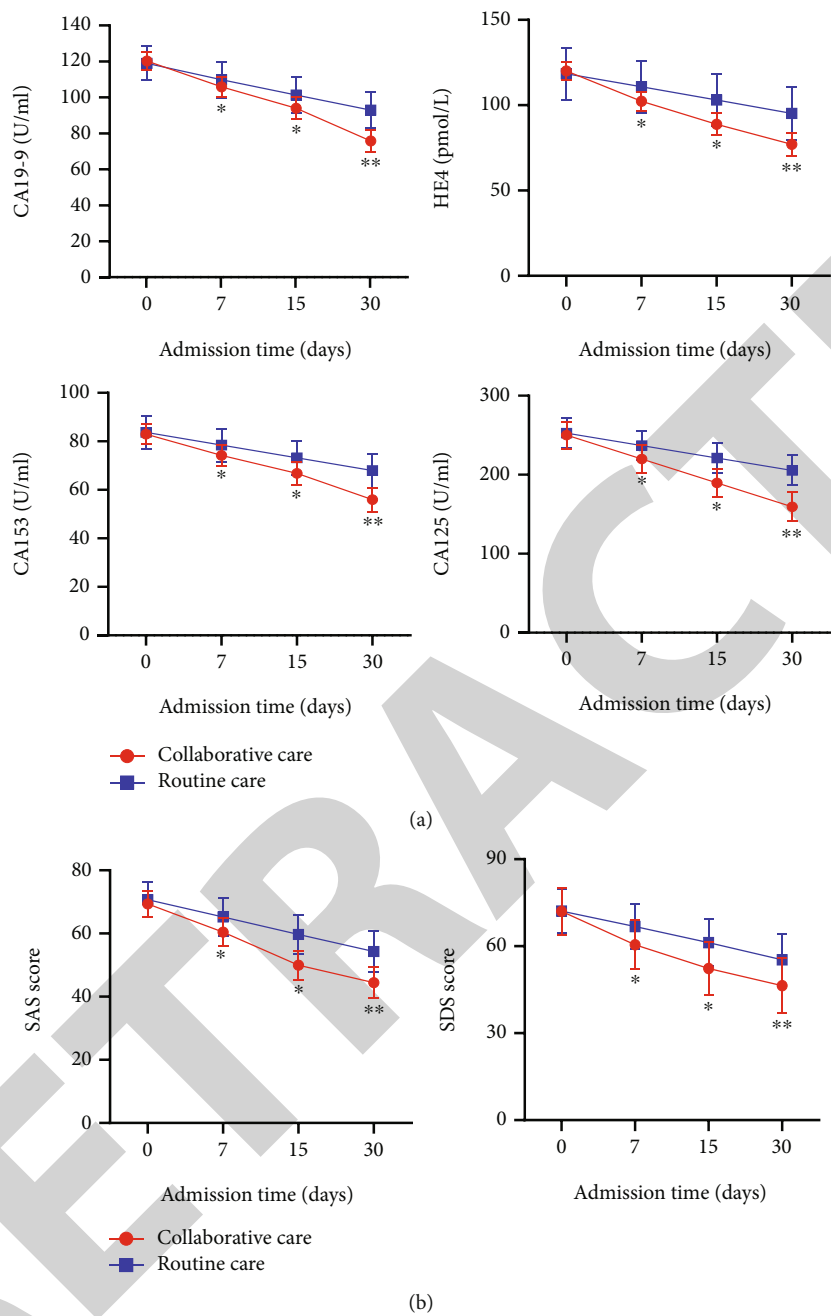 140
120
100
80
60
40
20
0
CA19-9 (U/ml)
*
*
**
0 7 15 30
Admission time (days)
150
100
50
0
HE4 (pmol/L)
*
*
**
0 7 15 30
Admission time (days)
100
80
60
40
20
0
CA153 (U/ml)
*
*
**
0 7 15 30
Admission time (days)
300
200
100
0
CA125 (U/ml)
*
*
**
0 7 15 30
Admission time (days)
Collaborative care
Routine care
(a)
80
60
40
20
0
SAS score
*
*
**
0 7 15 30
Admission time (days)
90
60
30
0
SDS score
*
*
**
0 7 15 30
Admission time (days)
Collaborative care
Routine care
(b)
RETRACT